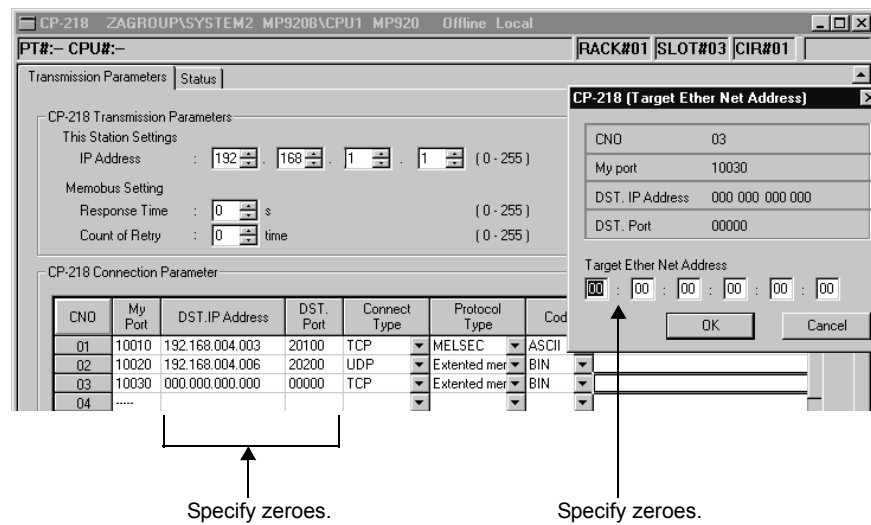 CP-218 ZAGROUP\SYSTEM2 MP920B\CPU1 MP920 Offline Local
PT#:– CPU#:–
RACK#01 SLOT#03 CIR#01
Transmission Parameters Status
CP-218 Transmission Parameters
This Station Settings
IP Address : 192 . 168 . 1 . 1 ( 0 - 255 )
Memobus Setting
Response Time : 0 s ( 0 - 255 )
Count of Retry : 0 time ( 0 - 255 )
CP-218 Connection Parameter
CNO My Port DST.IP Address DST. Port Connect Type Protocol Type Cod
01 10010 192.168.004.003 20100 TCP MELSEC ASCII
02 10020 192.168.004.006 20200 UDP Extented mer BIN
03 10030 000.000.000.000 00000 TCP Extented mer BIN
04 -----
CP-218 (Target Ether Net Address)
CNO 03
My port 10030
DST. IP Address 000 000 000 000
DST. Port 00000
Target Ether Net Address
00 : 00 : 00 : 00 : 00 : 00
OK Cancel
Specify zeroes. Specify zeroes.